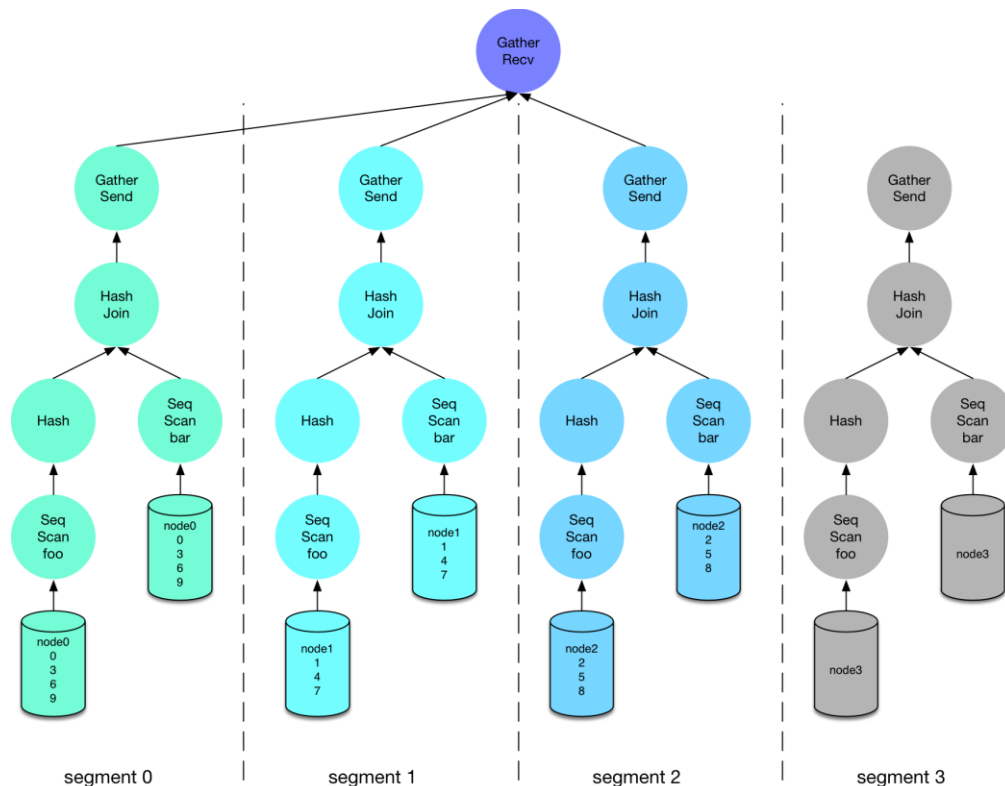 Gather
Recv
Gather
Send
Gather
Send
Gather
Send
Gather
Send
Hash
Join
Hash
Join
Hash
Join
Hash
Join
Hash
Seq
Scan
bar
Hash
Seq
Scan
bar
Hash
Seq
Scan
bar
Hash
Seq
Scan
bar
Seq
Scan
foo
node0
0
3
6
9
Seq
Scan
foo
node1
1
4
7
Seq
Scan
foo
node2
2
5
8
Seq
Scan
foo
node3
node0
0
3
6
9
node1
1
4
7
node2
2
5
8
node3
segment 0
segment 1
segment 2
segment 3